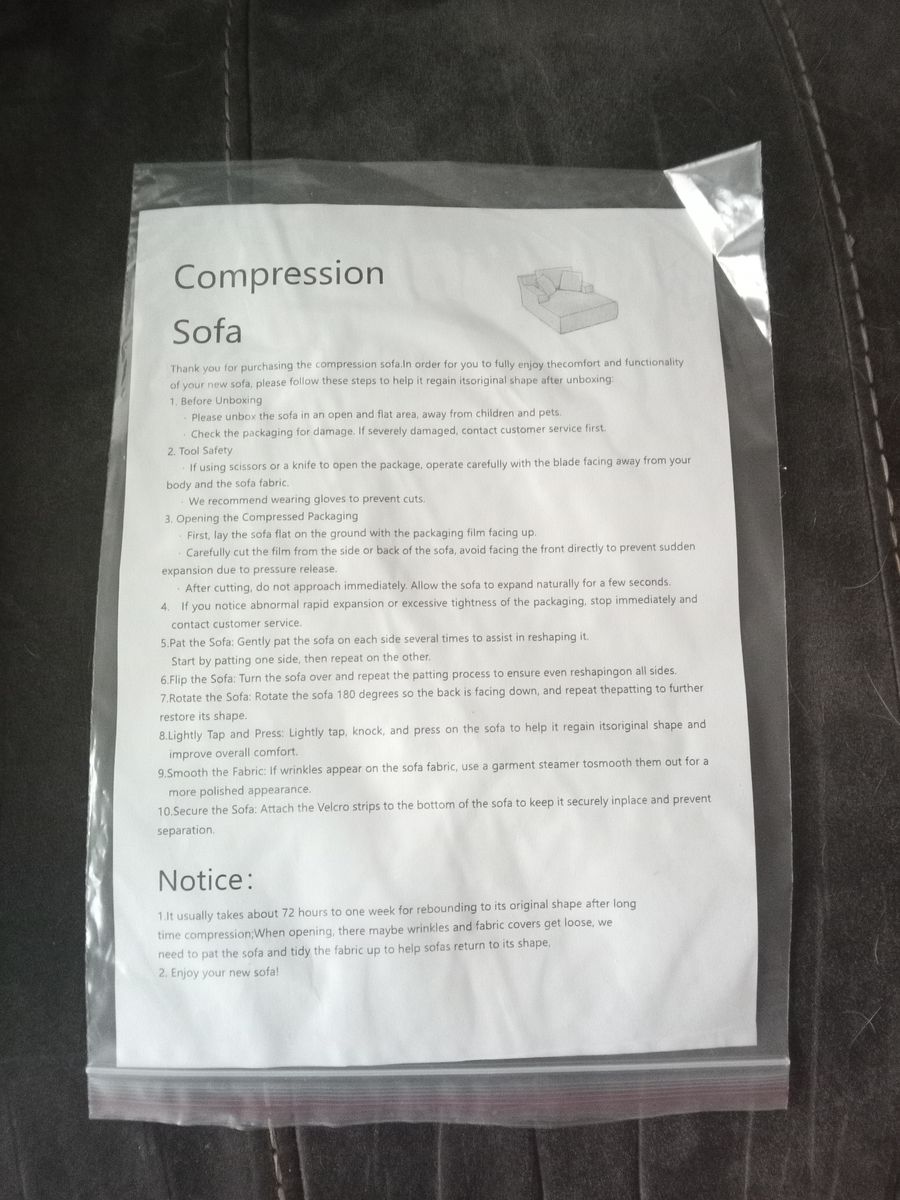 Compression
Sofa
Thank you for purchasing the compression sofa.In order for you to fully enjoy thecomfort and functionality
of your new sofa, please follow these steps to help it regain itsoriginal shape after unboxing:
1. Before Unboxing
· Please unbox the sofa in an open and flat area, away from children and pets.
· Check the packaging for damage. If severely damaged, contact customer service first.
2. Tool Safety
· If using scissors or a knife to open the package, operate carefully with the blade facing away from your
body and the sofa fabric.
· We recommend wearing gloves to prevent cuts.
3. Opening the Compressed Packaging
· First, lay the sofa flat on the ground with the packaging film facing up.
· Carefully cut the film from the side or back of the sofa, avoid facing the front directly to prevent sudden
expansion due to pressure release.
· After cutting, do not approach immediately. Allow the sofa to expand naturally for a few seconds.
4. If you notice abnormal rapid expansion or excessive tightness of the packaging, stop immediately and
contact customer service.
5.Pat the Sofa: Gently pat the sofa on each side several times to assist in reshaping it.
Start by patting one side, then repeat on the other.
6.Flip the Sofa: Turn the sofa over and repeat the patting process to ensure even reshapingon all sides.
7.Rotate the Sofa: Rotate the sofa 180 degrees so the back is facing down, and repeat thepatting to further
restore its shape.
8.Lightly Tap and Press: Lightly tap, knock, and press on the sofa to help it regain itsoriginal shape and
improve overall comfort.
9.Smooth the Fabric: If wrinkles appear on the sofa fabric, use a garment steamer tosmooth them out for a
more polished appearance.
10.Secure the Sofa: Attach the Velcro strips to the bottom of the sofa to keep it securely inplace and prevent
separation.
Notice:
1.It usually takes about 72 hours to one week for rebounding to its original shape after long
time compression;When opening, there maybe wrinkles and fabric covers get loose, we
need to pat the sofa and tidy the fabric up to help sofas return to its shape,
2. Enjoy your new sofa!